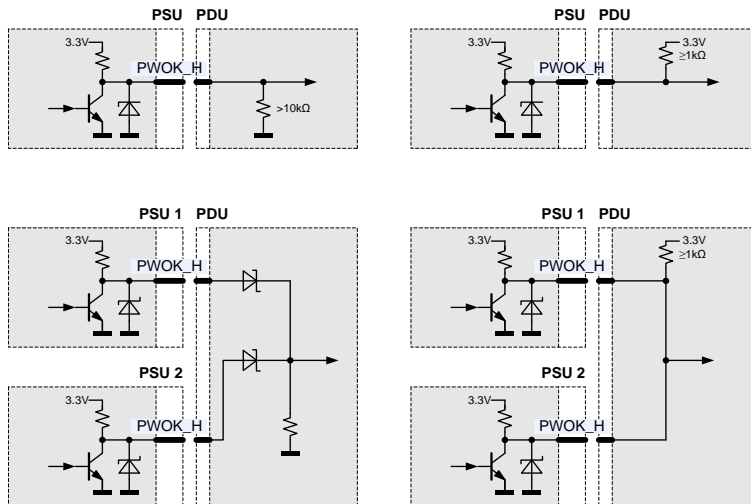 PSU PDU
3.3V
PWOK_H
>10kΩ
PSU PDU
3.3V
PWOK_H
3.3V
≥1kΩ
PSU 1 PDU
3.3V
PWOK_H
PSU 2
3.3V
PWOK_H
PSU 1 PDU
3.3V
PWOK_H
3.3V
≥1kΩ
PSU 2
3.3V
PWOK_H